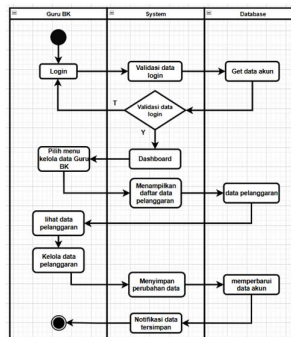 Guru BK
System
Database
Login
Validasi data
login
Get data akun
T
Validasi data
login
Y
Pilih menu
kelola data Guru
BK
Dashboard
Menampilkan
daftar data
pelanggaran
data pelanggaran
lihat data
pelanggaran
Kelola data
pelanggaran
Menyimpan
perubahan data
memperbarui
data akun
Notifikasi data
tersimpan